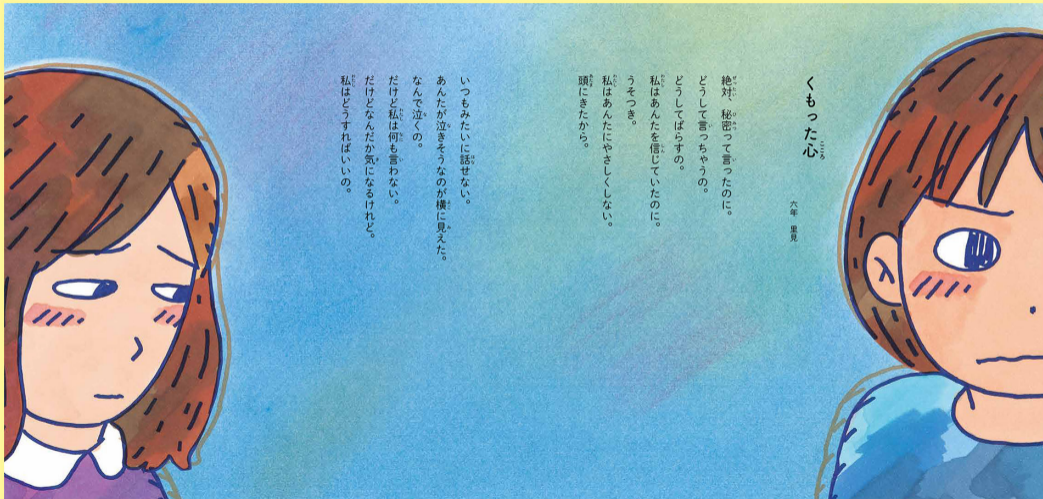 くもった心
六年 里見
絶対、秘密って言ったのに。
どうして言っちゃうの。
どうしてばらすの。
私はあんたを信じていたのに。
うそつき。
私はあんたにやさしくしない。
頭にきたから。
いつもみたいに話せない。
あんたが泣きそうなのが横に見えた。
なんで泣くの。
だけど私は何も言わない。
だけどなんだか気になるけれど。
私はどうすればいいの。